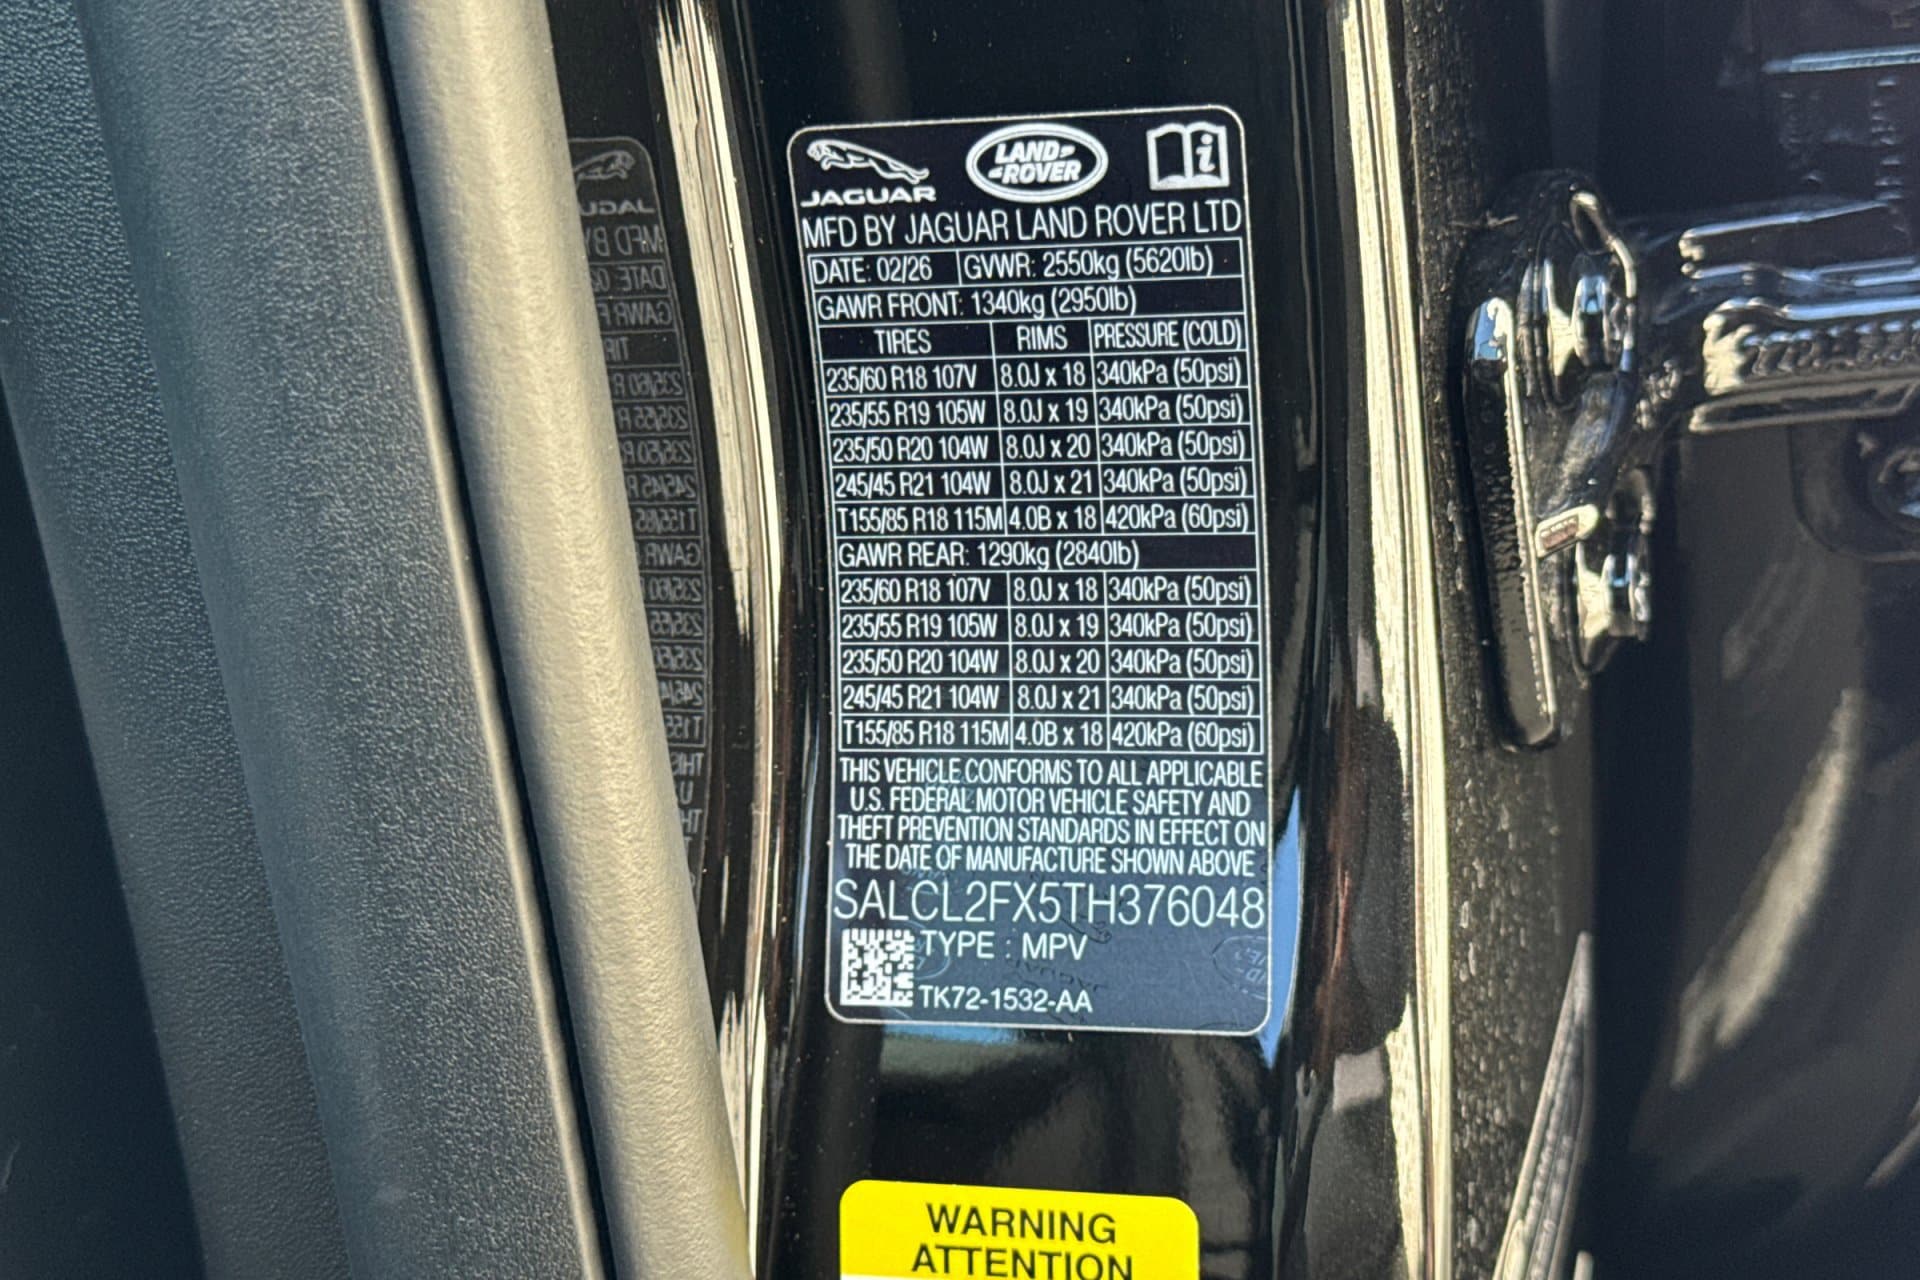 JAGUAR LAND ROVER i
MFD BY JAGUAR LAND ROVER LTD
DATE: 02/26 GVWR: 2550kg (5620lb)
GAWR FRONT: 1340kg (2950lb)
TIRES RIMS PRESSURE (COLD)
235/60 R18 107V 8.0J x 18 340kPa (50psi)
235/55 R19 105W 8.0J x 19 340kPa (50psi)
235/50 R20 104W 8.0J x 20 340kPa (50psi)
245/45 R21 104W 8.0J x 21 340kPa (50psi)
T155/85 R18 115M 4.0B x 18 420kPa (60psi)
GAWR REAR: 1290kg (2840lb)
235/60 R18 107V 8.0J x 18 340kPa (50psi)
235/55 R19 105W 8.0J x 19 340kPa (50psi)
235/50 R20 104W 8.0J x 20 340kPa (50psi)
245/45 R21 104W 8.0J x 21 340kPa (50psi)
T155/85 R18 115M 4.0B x 18 420kPa (60psi)
THIS VEHICLE CONFORMS TO ALL APPLICABLE
U.S. FEDERAL MOTOR VEHICLE SAFETY AND
THEFT PREVENTION STANDARDS IN EFFECT ON
THE DATE OF MANUFACTURE SHOWN ABOVE
SALCL2FX5TH376048
TYPE : MPV
TK72-1532-AA
WARNING
ATTENTION